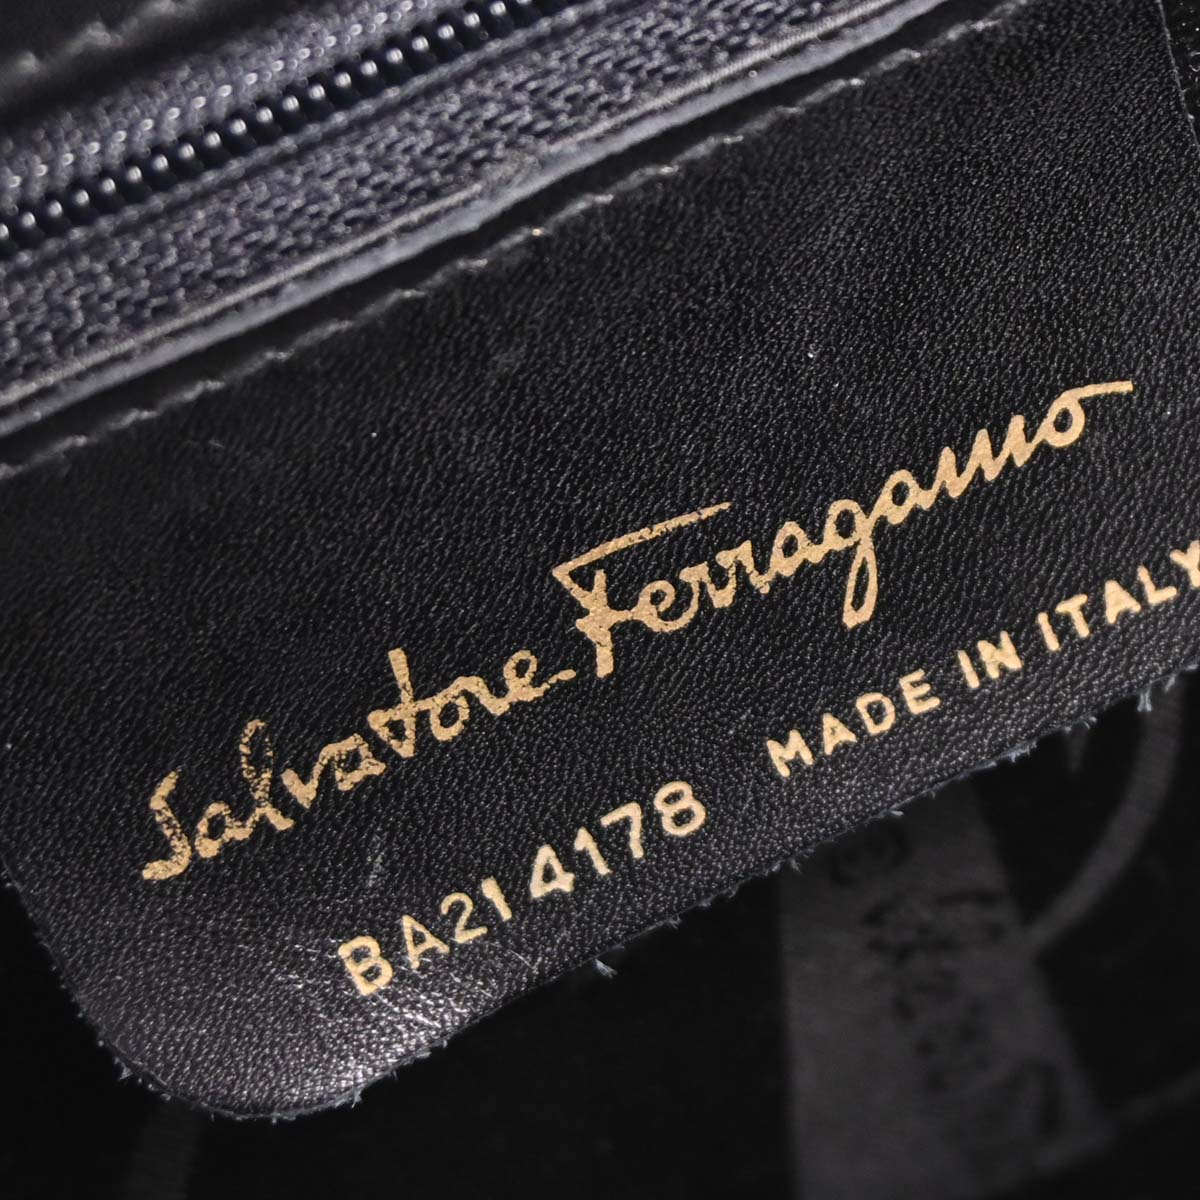 Salvatore Ferragamo
BA21 4178 MADE IN ITALY